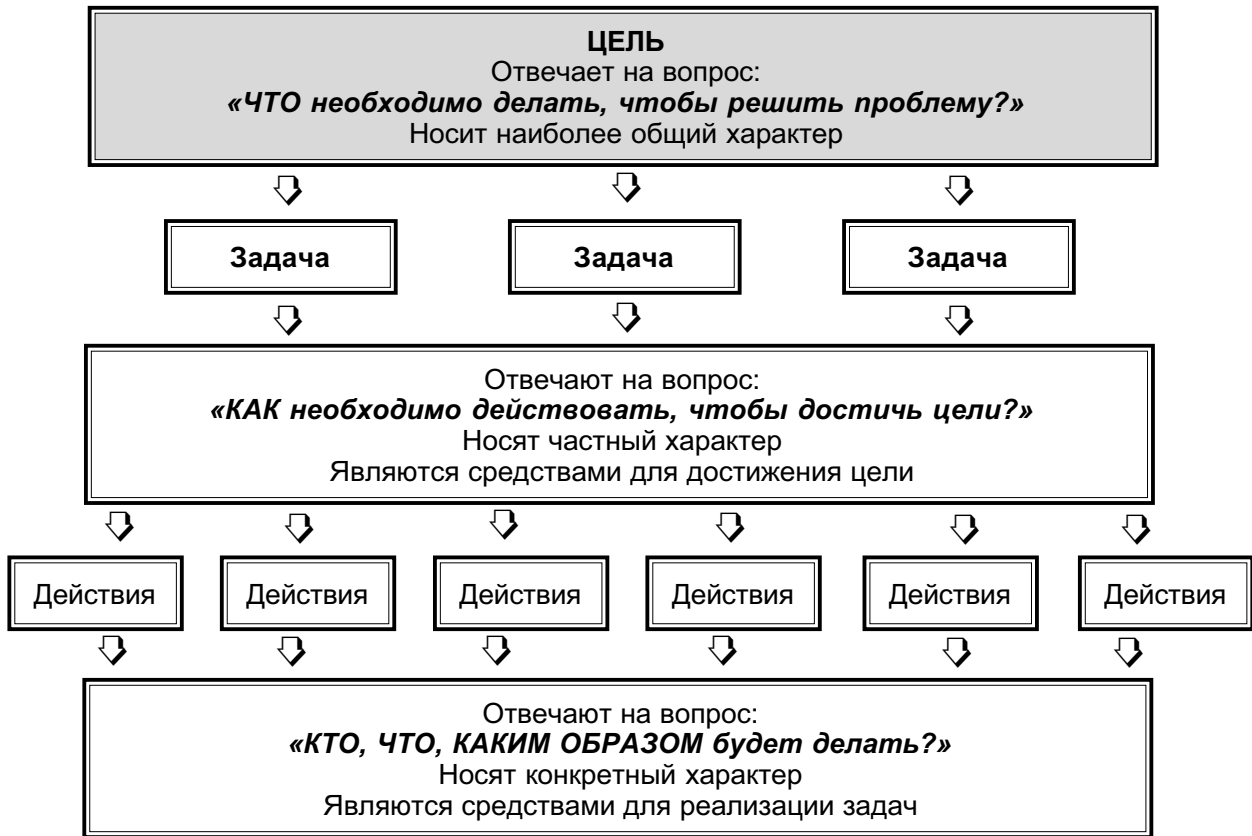 ЦЕЛЬ
Отвечает на вопрос:
«ЧТО необходимо делать, чтобы решить проблему?»
Носит наиболее общий характер
Задача
Задача
Задача
Отвечают на вопрос:
«КАК необходимо действовать, чтобы достичь цели?»
Носят частный характер
Являются средствами для достижения цели
Действия
Действия
Действия
Действия
Действия
Действия
Отвечают на вопрос:
«КТО, ЧТО, КАКИМ ОБРАЗОМ будет делать?»
Носят конкретный характер
Являются средствами для реализации задач